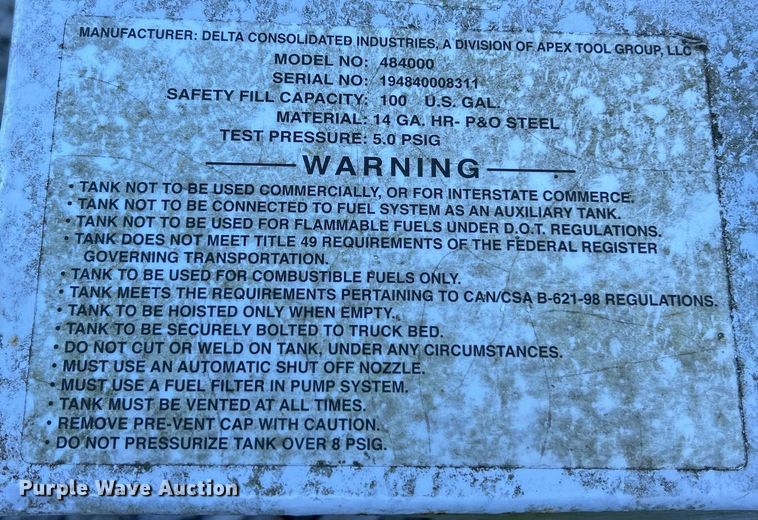 MANUFACTURER: DELTA CONSOLIDATED INDUSTRIES, A DIVISION OF APEX TOOL GROUP, LLC
MODEL NO: 484000
SERIAL NO: 194840008311
SAFETY FILL CAPACITY: 100 U.S. GAL.
MATERIAL: 14 GA. HR- P&O STEEL
TEST PRESSURE: 5.0 PSIG
WARNING
• TANK NOT TO BE USED COMMERCIALLY, OR FOR INTERSTATE COMMERCE.
• TANK NOT TO BE CONNECTED TO FUEL SYSTEM AS AN AUXILIARY TANK.
• TANK NOT TO BE USED FOR FLAMMABLE FUELS UNDER D.O.T. REGULATIONS.
• TANK DOES NOT MEET TITLE 49 REQUIREMENTS OF THE FEDERAL REGISTER
GOVERNING TRANSPORTATION.
• TANK TO BE USED FOR COMBUSTIBLE FUELS ONLY.
• TANK MEETS THE REQUIREMENTS PERTAINING TO CAN/CSA B-621-98 REGULATIONS.
• TANK TO BE HOISTED ONLY WHEN EMPTY.
• TANK TO BE SECURELY BOLTED TO TRUCK BED.
• DO NOT CUT OR WELD ON TANK, UNDER ANY CIRCUMSTANCES.
• MUST USE AN AUTOMATIC SHUT OFF NOZZLE.
• MUST USE A FUEL FILTER IN PUMP SYSTEM.
• TANK MUST BE VENTED AT ALL TIMES.
• REMOVE PRE-VENT CAP WITH CAUTION.
• DO NOT PRESSURIZE TANK OVER 8 PSIG.
Purple Wave Auction